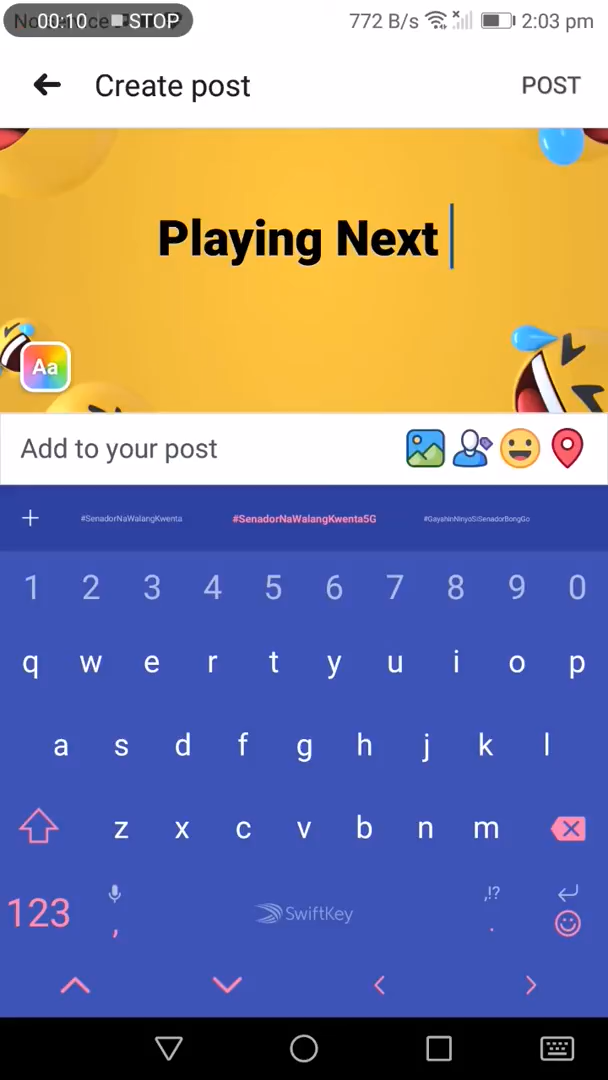 00:10 STOP 772 B/s 2:03 pm
Create post POST
Playing Next
Aa
Add to your post
+ #SenadorNaWalangKwenta #SenadorNaWalangKwenta5G #GayahinNinyoSiSenadorBongGo
1 2 3 4 5 6 7 8 9 0
q w e r t y u i o p
a s d f g h j k l
z x c v b n m
,!?
123 , SwiftKey .